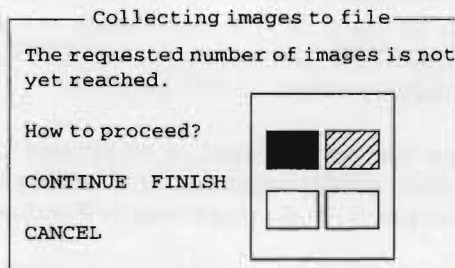 Collecting images to file
The requested number of images is not
yet reached.
How to proceed?
CONTINUE FINISH
CANCEL